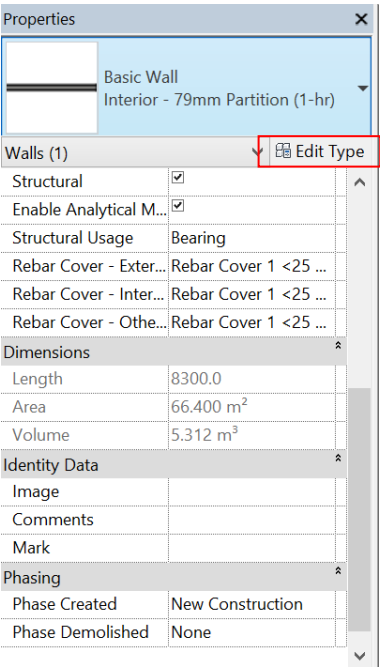 Properties
Basic Wall
Interior - 79mm Partition (1-hr)
Walls (1) Edit Type
Structural
Enable Analytical M...
Structural Usage Bearing
Rebar Cover - Exter... Rebar Cover 1 <25 ...
Rebar Cover - Inter... Rebar Cover 1 <25 ...
Rebar Cover - Othe... Rebar Cover 1 <25 ...
Dimensions
Length 8300.0
Area 66.400 m²
Volume 5.312 m³
Identity Data
Image
Comments
Mark
Phasing
Phase Created New Construction
Phase Demolished None